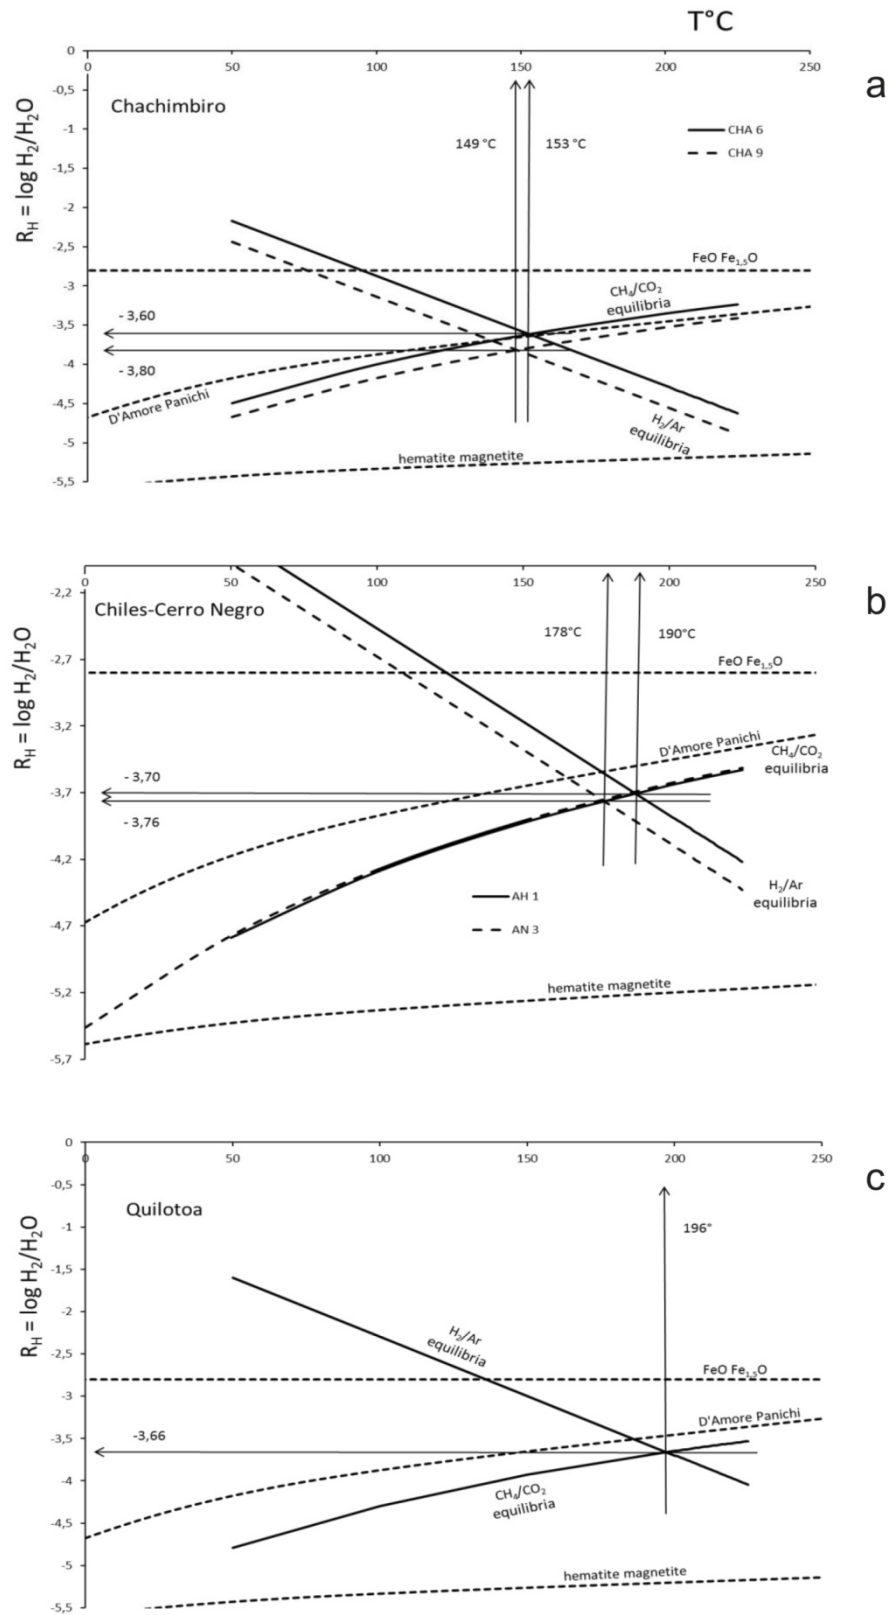 T°C
a
0
0 50 100 150 200 250
-0,5
Chachimbiro
-1
149 °C 153 °C
CHA 6
CHA 9
-1,5
-2
-2,5
R_H = log H₂/H₂O
FeO Fe₁,₅O
-3
CH₄/CO₂
equilibria
- 3,60
-3,5
- 3,80
-4
D'Amore Panichi
-4,5
H₂/Ar
equilibria
-5
hematite magnetite
-5,5
b
0 50 100 150 200 250
-2,2
Chiles-Cerro Negro
178°C 190°C
-2,7
FeO Fe₁,₅O
-3,2
R_H = log H₂/H₂O
D'Amore Panichi
CH₄/CO₂
equilibria
- 3,70
-3,7
- 3,76
-4,2
AH 1
H₂/Ar
equilibria
-4,7
AN 3
-5,2
hematite magnetite
-5,7
c
0
0 50 100 150 200 250
-0,5
Quilotoa
-1
196°
-1,5
-2
R_H = log H₂/H₂O
H₂/Ar
equilibria
-2,5
FeO Fe₁,₅O
-3
D'Amore Panichi
-3,66
-3,5
-4
CH₄/CO₂
equilibria
-4,5
-5
hematite magnetite
-5,5